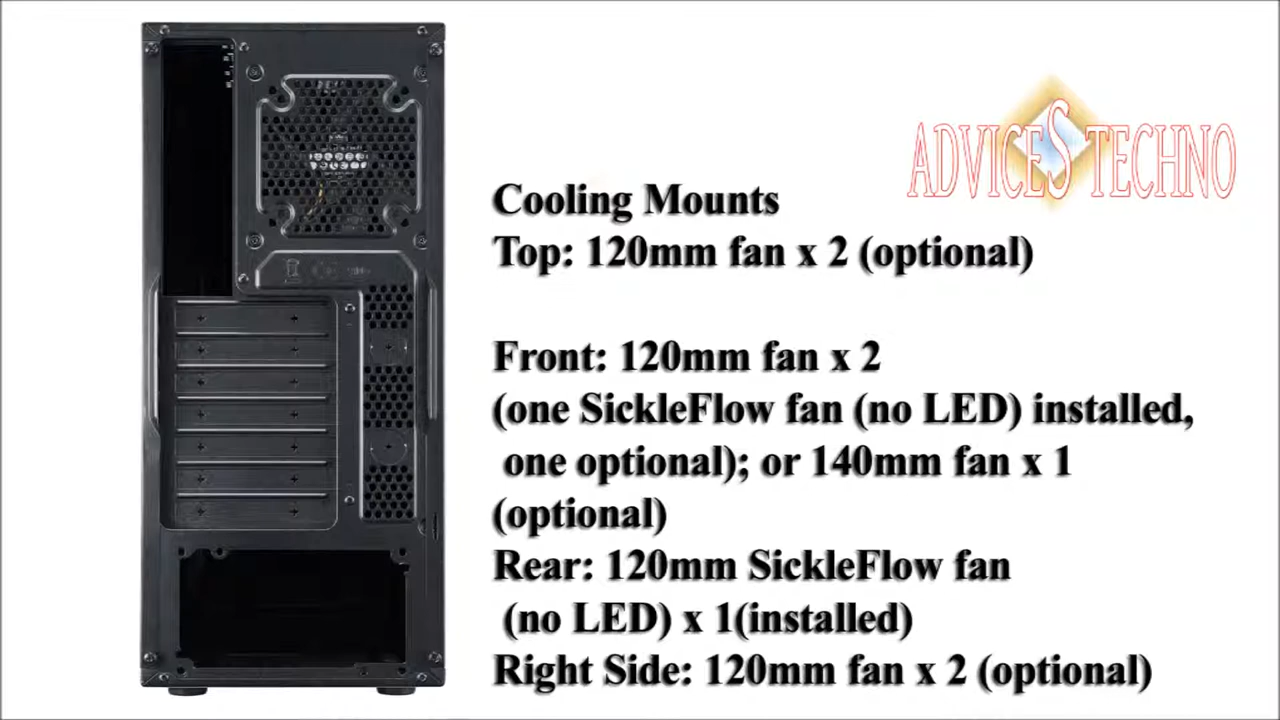 ADVICES TECHNO
Cooling Mounts
Top: 120mm fan x 2 (optional)
Front: 120mm fan x 2
(one SickleFlow fan (no LED) installed,
one optional); or 140mm fan x 1
(optional)
Rear: 120mm SickleFlow fan
(no LED) x 1(installed)
Right Side: 120mm fan x 2 (optional)